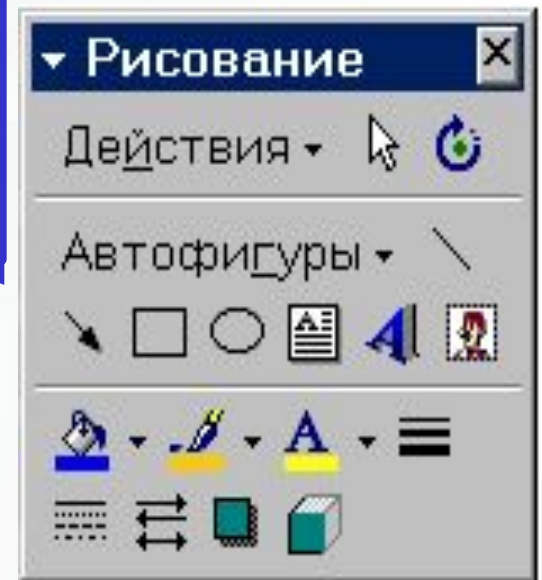 Рисование
Действия
Автофигуры